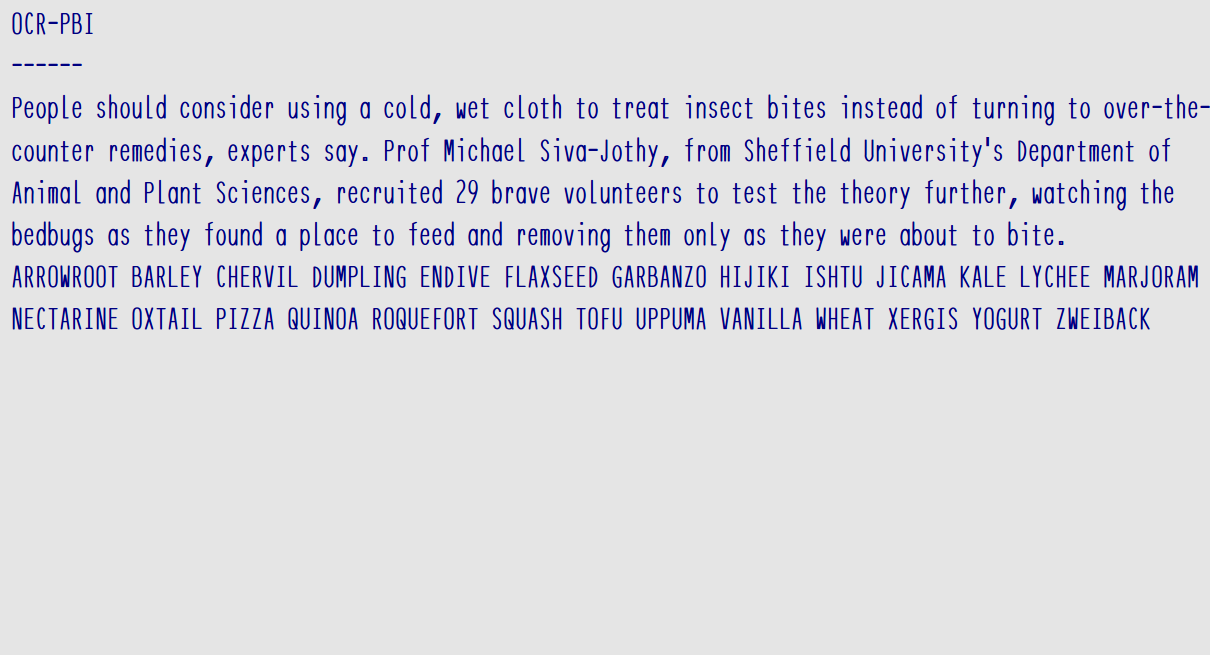 OCR-PBI
------
People should consider using a cold, wet cloth to treat insect bites instead of turning to over-the-
counter remedies, experts say. Prof Michael Siva-Jothy, from Sheffield University's Department of
Animal and Plant Sciences, recruited 29 brave volunteers to test the theory further, watching the
bedbugs as they found a place to feed and removing them only as they were about to bite.
ARROWROOT BARLEY CHERVIL DUMPLING ENDIVE FLAXSEED GARBANZO HIJIKI ISHTU JICAMA KALE LYCHEE MARJORAM
NECTARINE OXTAIL PIZZA QUINOA ROQUEFORT SQUASH TOFU UPPUMA VANILLA WHEAT XERGIS YOGURT ZWEIBACK